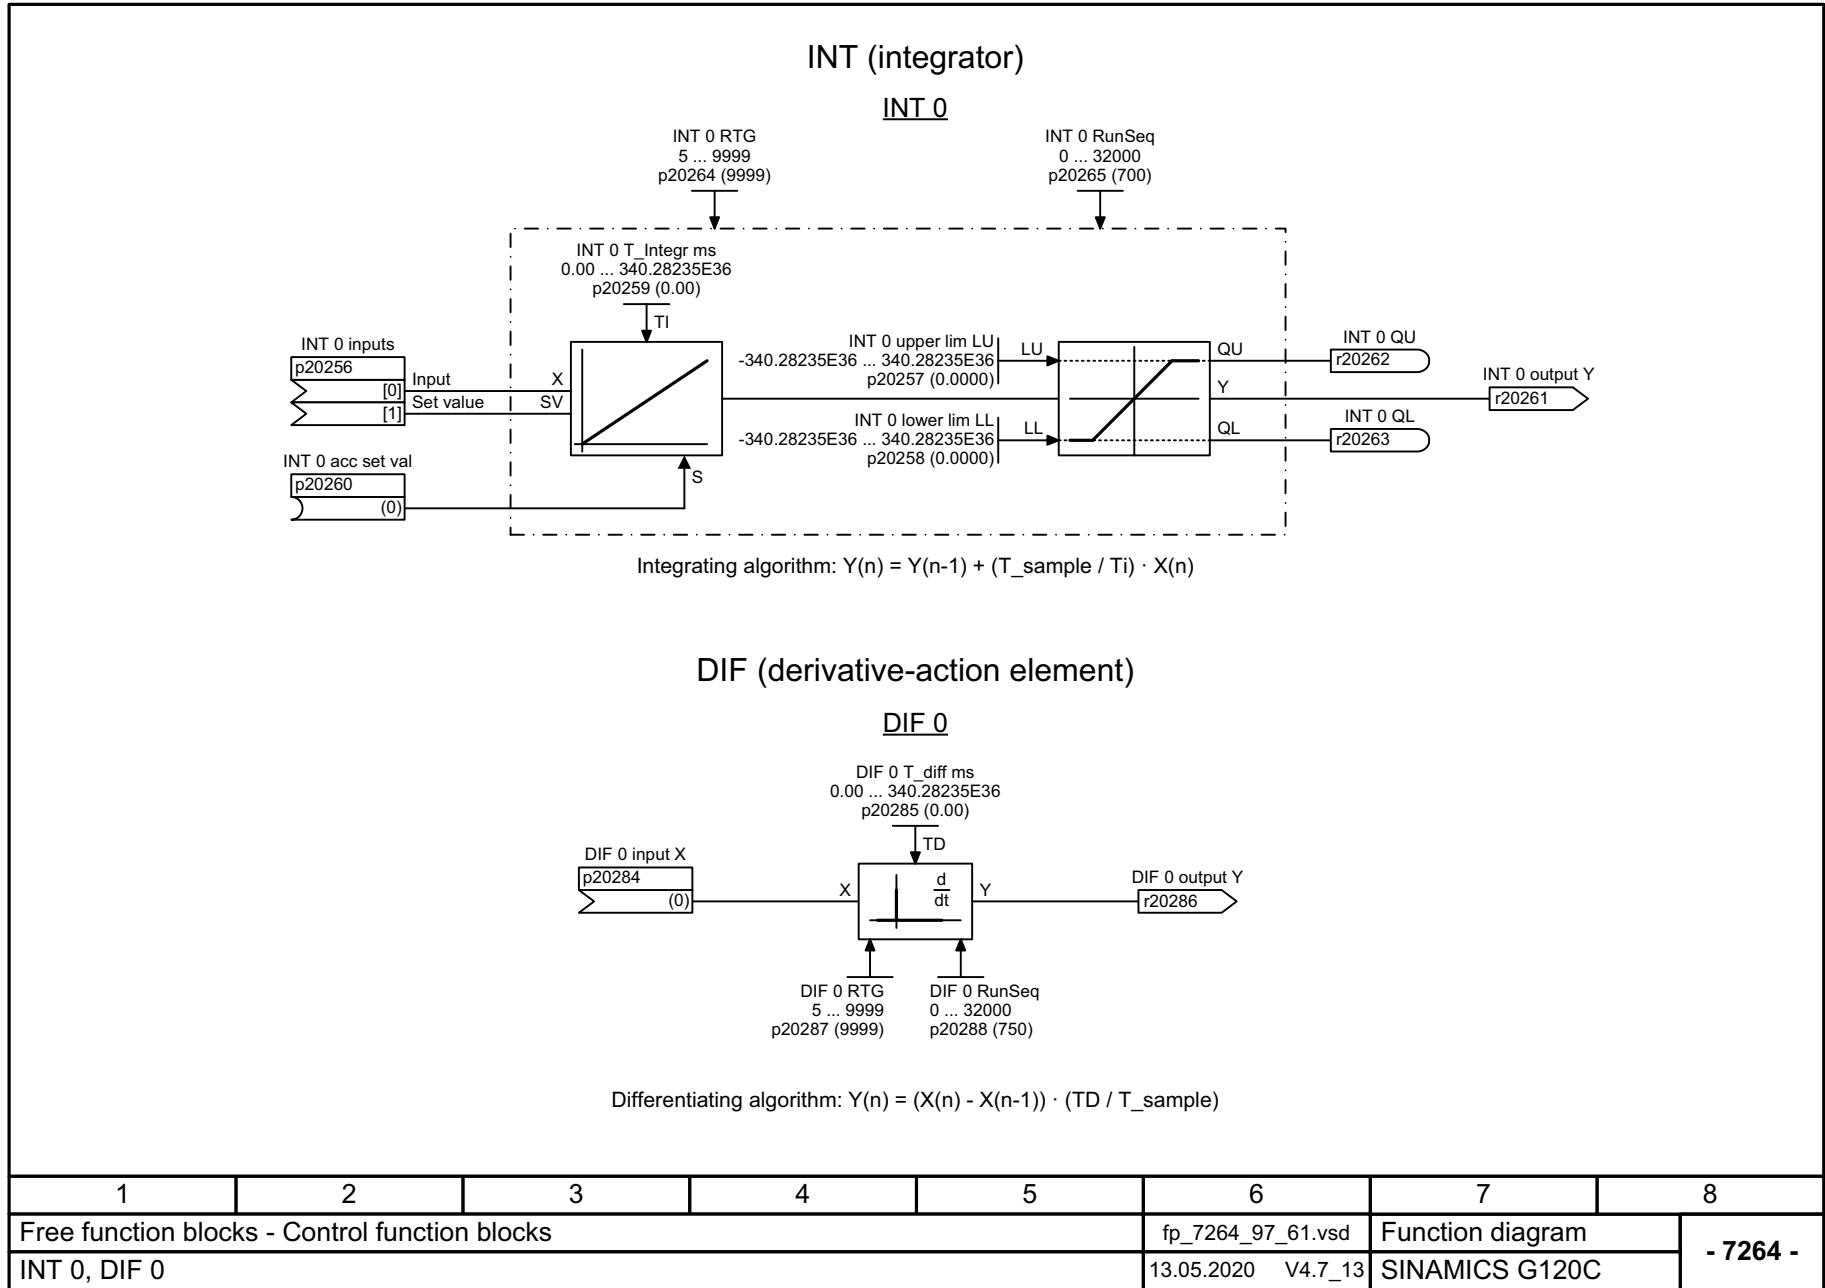 INT (integrator)
INT 0
INT 0 RTG
5 ... 9999
p20264 (9999)
INT 0 RunSeq
0 ... 32000
p20265 (700)
INT 0 T_Integr ms
0.00 ... 340.28235E36
p20259 (0.00)
TI
INT 0 inputs
p20256
[0]
[1]
Input
Set value
X
SV
INT 0 acc set val
p20260
(0)
S
INT 0 upper lim LU
-340.28235E36 ... 340.28235E36
p20257 (0.0000)
LU
INT 0 lower lim LL
-340.28235E36 ... 340.28235E36
p20258 (0.0000)
LL
QU
Y
QL
INT 0 QU
r20262
INT 0 output Y
r20261
INT 0 QL
r20263
Integrating algorithm: Y(n) = Y(n-1) + (T_sample / Ti) · X(n)
DIF (derivative-action element)
DIF 0
DIF 0 T_diff ms
0.00 ... 340.28235E36
p20285 (0.00)
TD
DIF 0 input X
p20284
(0)
X
d
dt
Y
DIF 0 output Y
r20286
DIF 0 RTG
5 ... 9999
p20287 (9999)
DIF 0 RunSeq
0 ... 32000
p20288 (750)
Differentiating algorithm: Y(n) = (X(n) - X(n-1)) · (TD / T_sample)
1 2 3 4 5 6 7 8
Free function blocks - Control function blocks
fp_7264_97_61.vsd
Function diagram
- 7264 -
INT 0, DIF 0
13.05.2020 V4.7_13
SINAMICS G120C